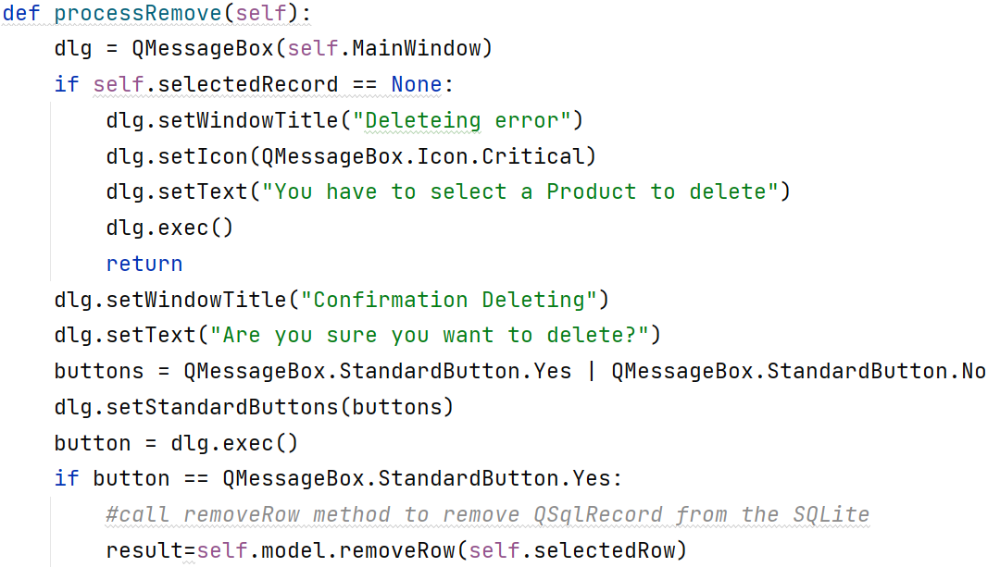 def processRemove(self):
    dlg = QMessageBox(self.MainWindow)
    if self.selectedRecord == None:
        dlg.setWindowTitle("Deleteing error")
        dlg.setIcon(QMessageBox.Icon.Critical)
        dlg.setText("You have to select a Product to delete")
        dlg.exec()
        return
    dlg.setWindowTitle("Confirmation Deleting")
    dlg.setText("Are you sure you want to delete?")
    buttons = QMessageBox.StandardButton.Yes | QMessageBox.StandardButton.No
    dlg.setStandardButtons(buttons)
    button = dlg.exec()
    if button == QMessageBox.StandardButton.Yes:
        #call removeRow method to remove QSqlRecord from the SQLite
        result=self.model.removeRow(self.selectedRow)